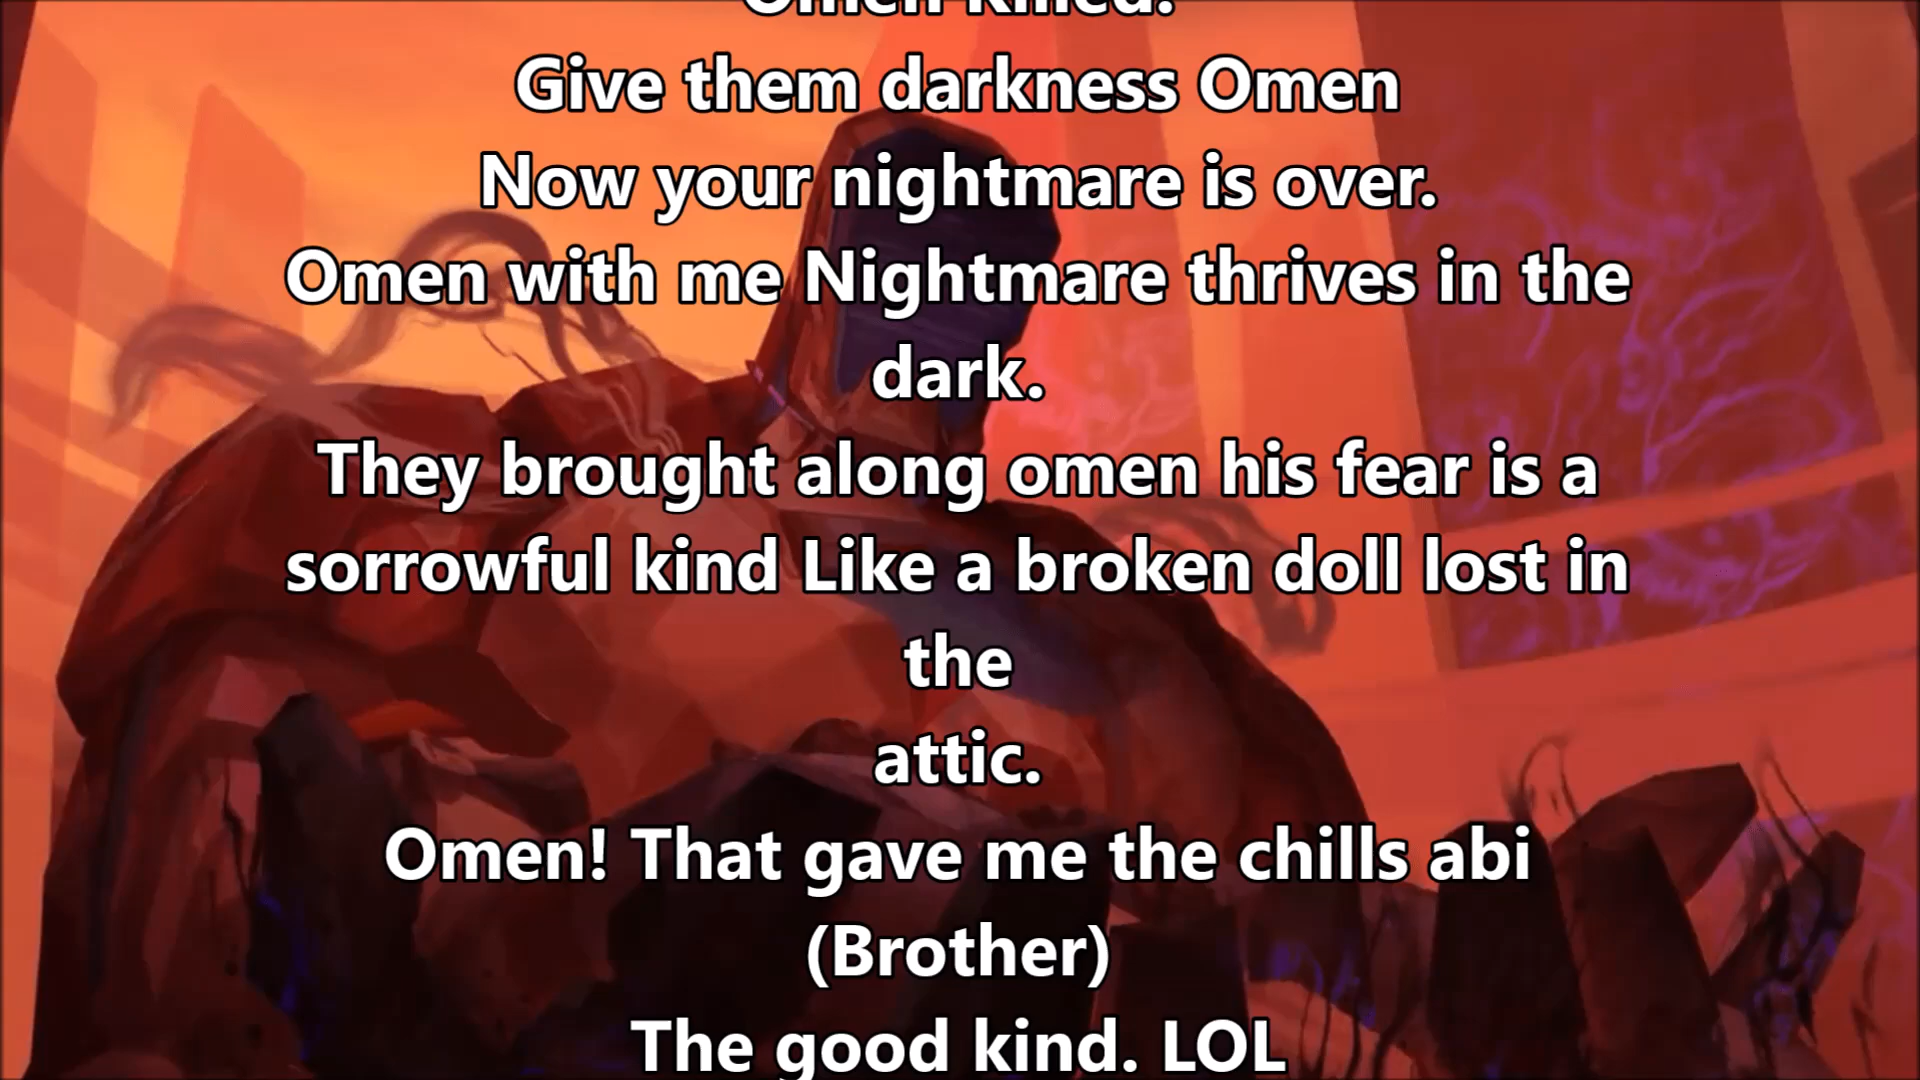 Omen Killed.
Give them darkness Omen
Now your nightmare is over.
Omen with me Nightmare thrives in the
dark.
They brought along omen his fear is a
sorrowful kind Like a broken doll lost in
the
attic.
Omen! That gave me the chills abi
(Brother)
The good kind. LOL